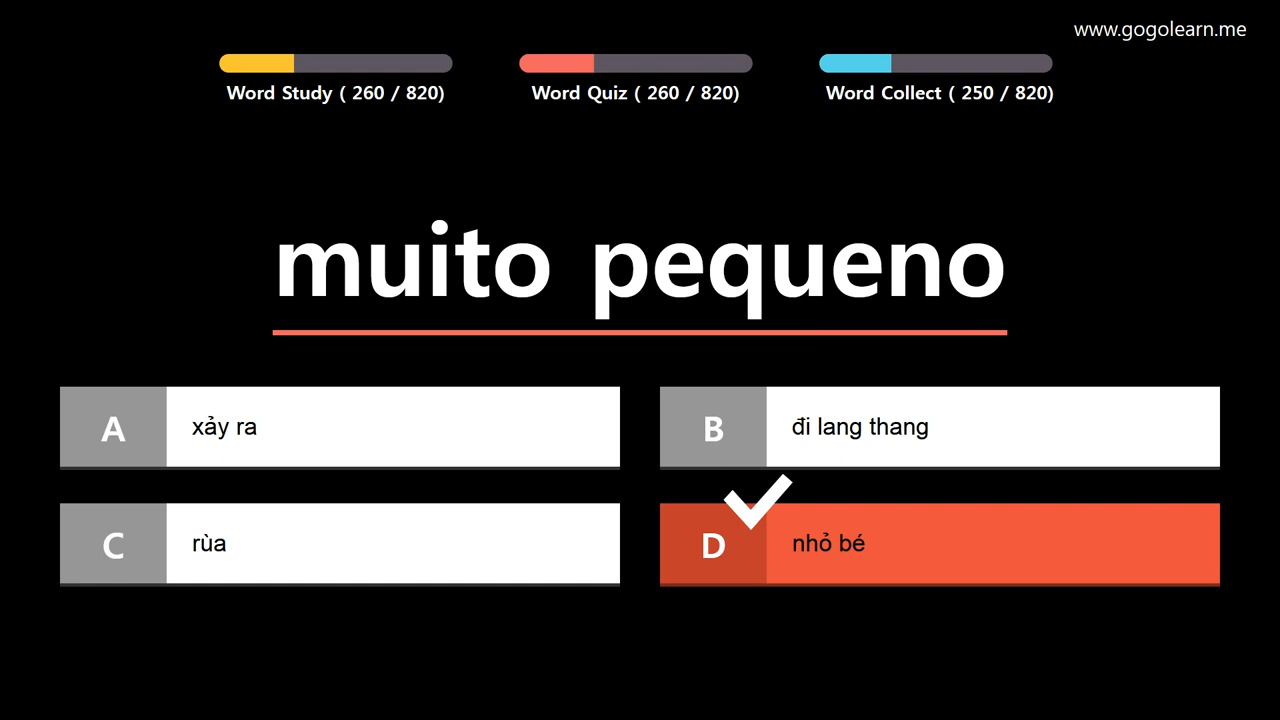 www.gogolearn.me
Word Study ( 260 / 820)
Word Quiz ( 260 / 820)
Word Collect ( 250 / 820)
muito pequeno
A xảy ra
B đi lang thang
C rùa
D nhỏ bé